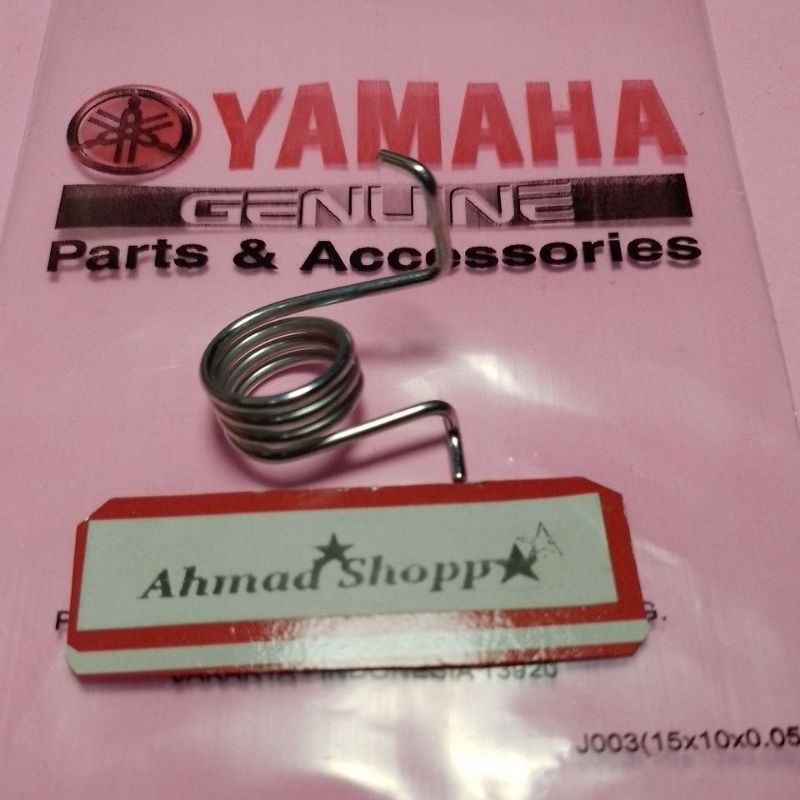 YAMAHA
GENUINE
Parts & Accessories
Ahmad Shopp
JAKARTA - INDONESIA 13920
J003(15x10x0.05